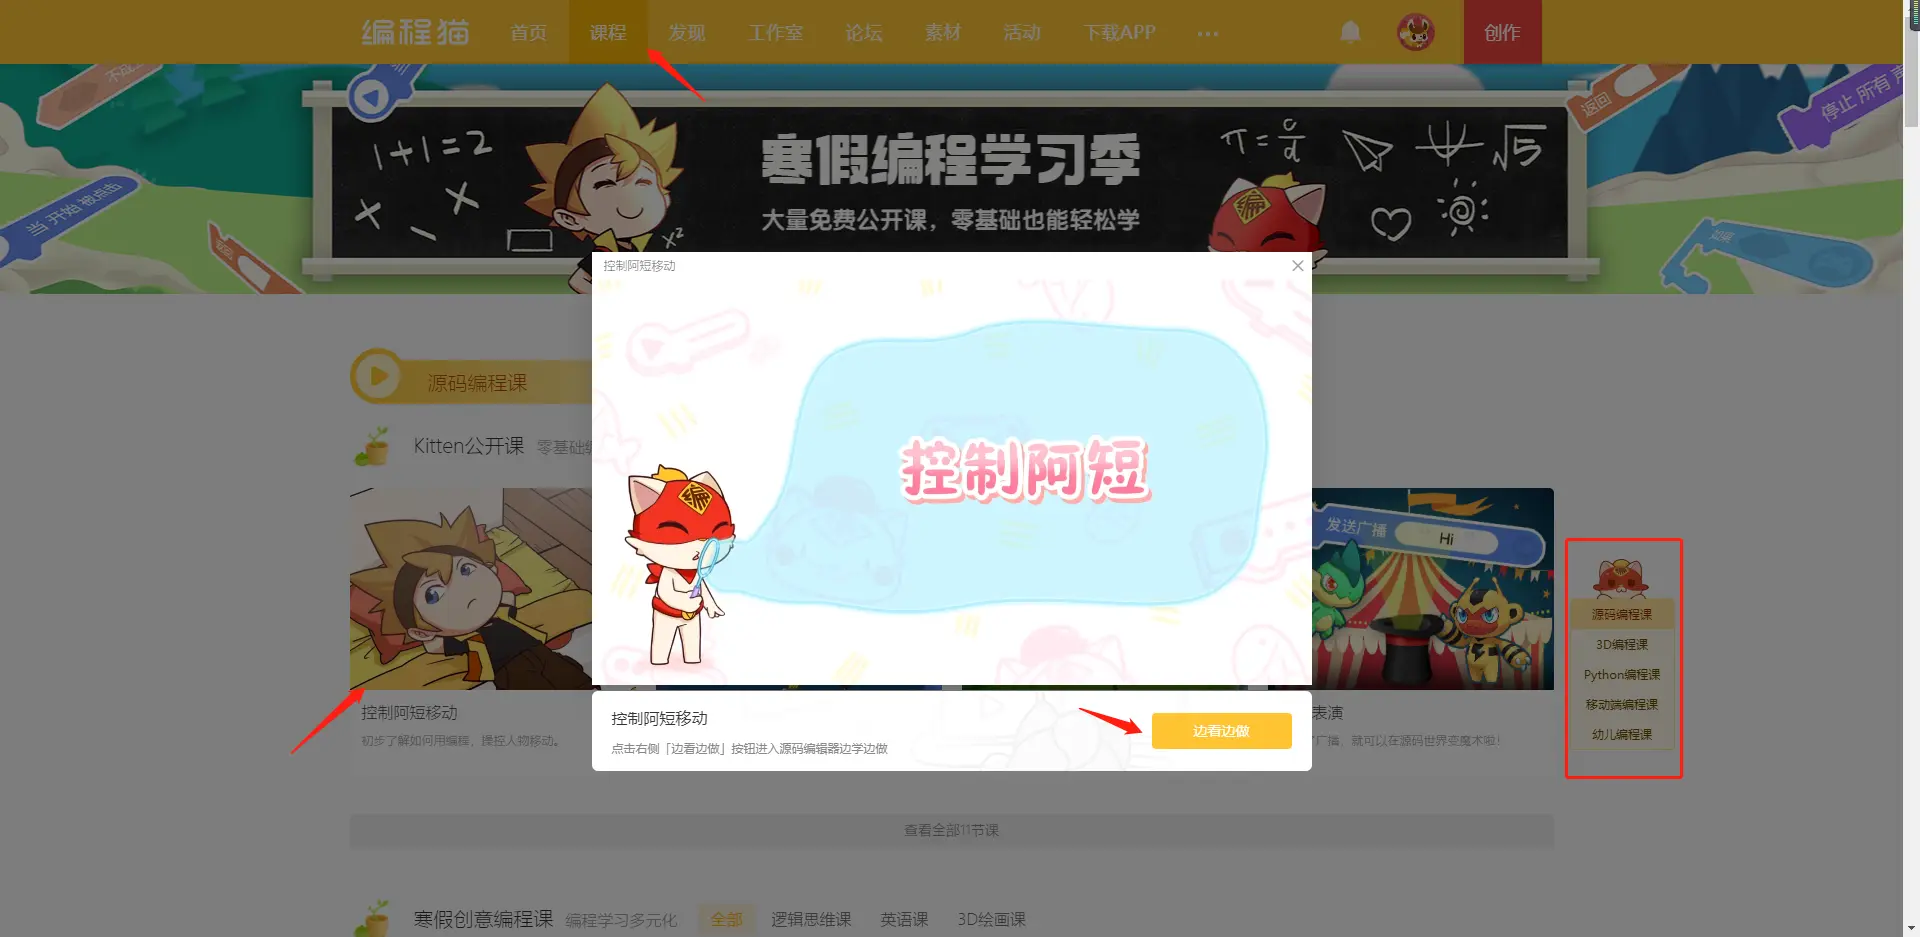 编程猫 首页 课程 发现 工作室 论坛 素材 活动 下载APP ··· 创作
不成立
返回
停止 所有 声
1+1=2
寒假编程学习季
π=c/d
√5
当 开始 被点击
大量免费公开课，零基础也能轻松学
x²
控制阿短移动
源码编程课
Kitten公开课 零基础编
控制阿短
编
发送广播 Hi
源码编程课
3D编程课
Python编程课
移动端编程课
幼儿编程课
控制阿短移动
初步了解如何用编程，操控人物移动。
控制阿短移动
点击右侧「边看边做」按钮进入源码编辑器边学边做
边看边做
表演
广播，就可以在源码世界变魔术啦!
查看全部11节课
寒假创意编程课 编程学习多元化 全部 逻辑思维课 英语课 3D绘画课